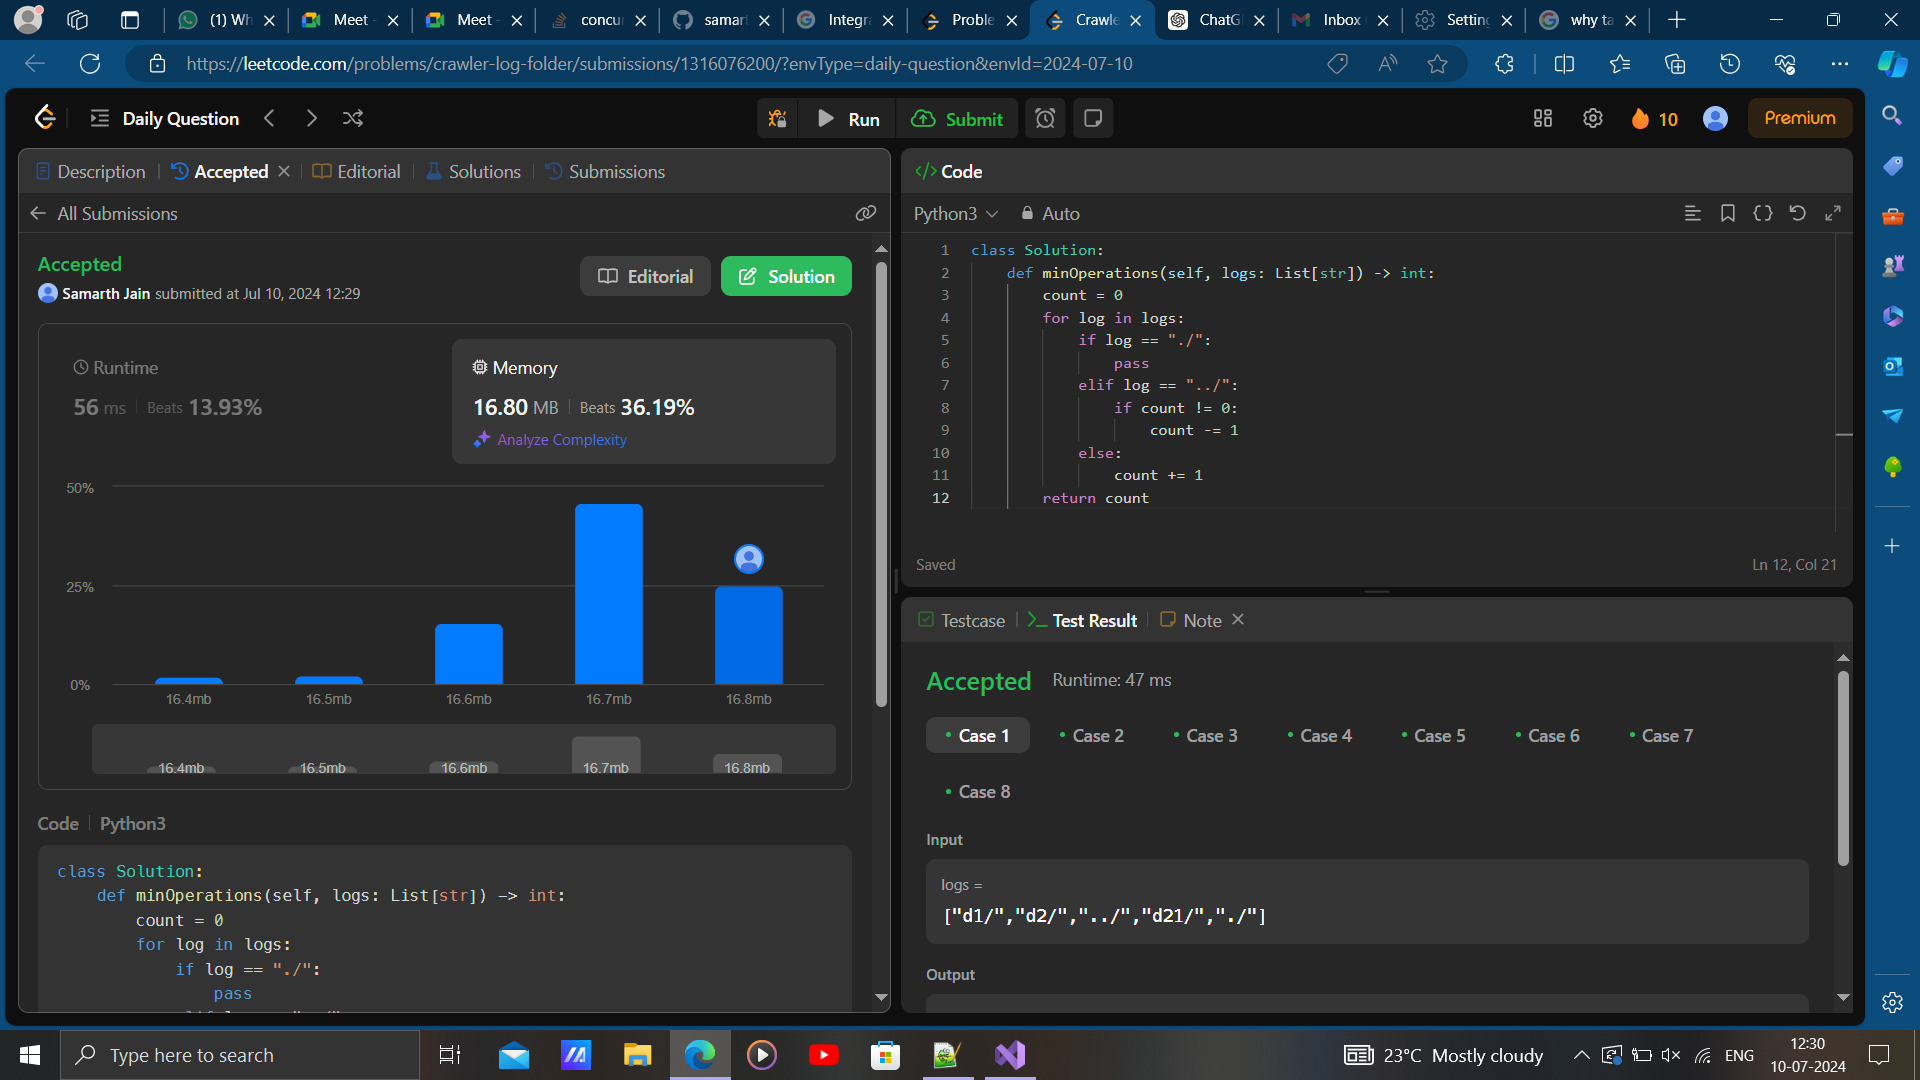 (1) Wh
Meet -
Meet -
concur
samart
Integra
Proble
Crawle
ChatG
Inbox
Setting
why ta
https://leetcode.com/problems/crawler-log-folder/submissions/1316076200/?envType=daily-question&envId=2024-07-10
Daily Question
Run
Submit
10
Premium
Description
Accepted
Editorial
Solutions
Submissions
All Submissions
Accepted
Samarth Jain submitted at Jul 10, 2024 12:29
Editorial
Solution
Runtime
56 ms
Beats 13.93%
Memory
16.80 MB
Beats 36.19%
Analyze Complexity
50%
25%
0%
16.4mb
16.5mb
16.6mb
16.7mb
16.8mb
16.4mb
16.5mb
16.6mb
16.7mb
16.8mb
Code
Python3
class Solution:
def minOperations(self, logs: List[str]) -> int:
count = 0
for log in logs:
if log == "./":
pass
</> Code
Python3
Auto
1 class Solution:
2 def minOperations(self, logs: List[str]) -> int:
3 count = 0
4 for log in logs:
5 if log == "./":
6 pass
7 elif log == "../":
8 if count != 0:
9 count -= 1
10 else:
11 count += 1
12 return count
Saved
Ln 12, Col 21
Testcase
Test Result
Note
Accepted
Runtime: 47 ms
Case 1
Case 2
Case 3
Case 4
Case 5
Case 6
Case 7
Case 8
Input
logs =
["d1/","d2/","../","d21/","./"]
Output
Type here to search
23°C Mostly cloudy
ENG
12:30
10-07-2024